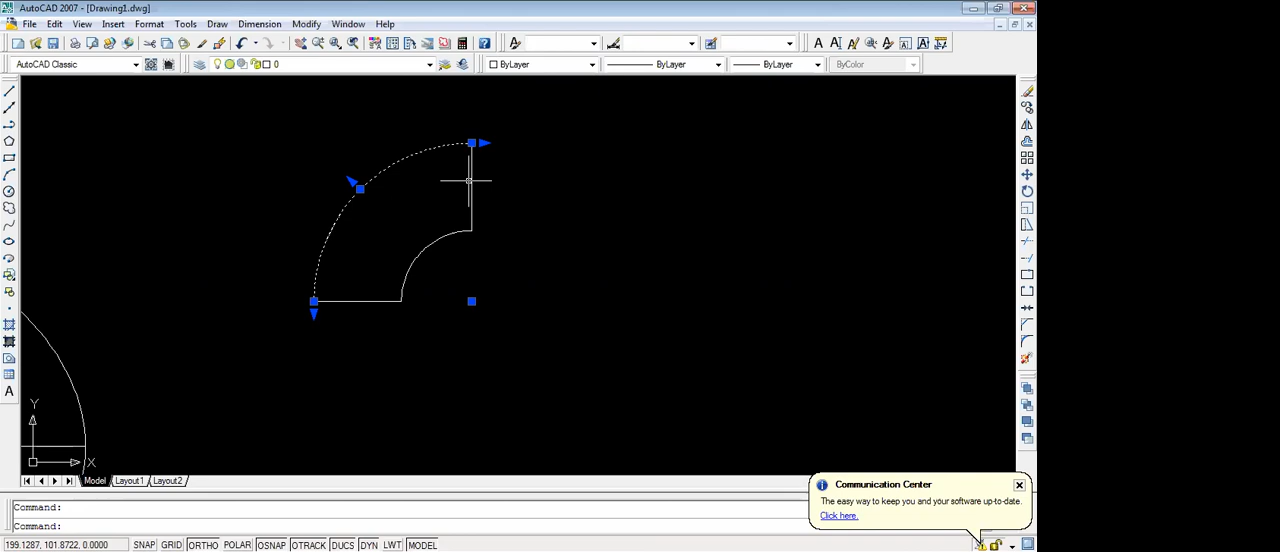 AutoCAD 2007 - [Drawing1.dwg]
File Edit View Insert Format Tools Draw Dimension Modify Window Help
AutoCAD Classic 0 ByLayer ByLayer ByLayer ByColor
Y
X
Model Layout1 Layout2
Communication Center
The easy way to keep you and your software up-to-date.
Click here.
Command:
Command:
199.1287, 101.8722, 0.0000 SNAP GRID ORTHO POLAR OSNAP OTRACK DUCS DYN LWT MODEL